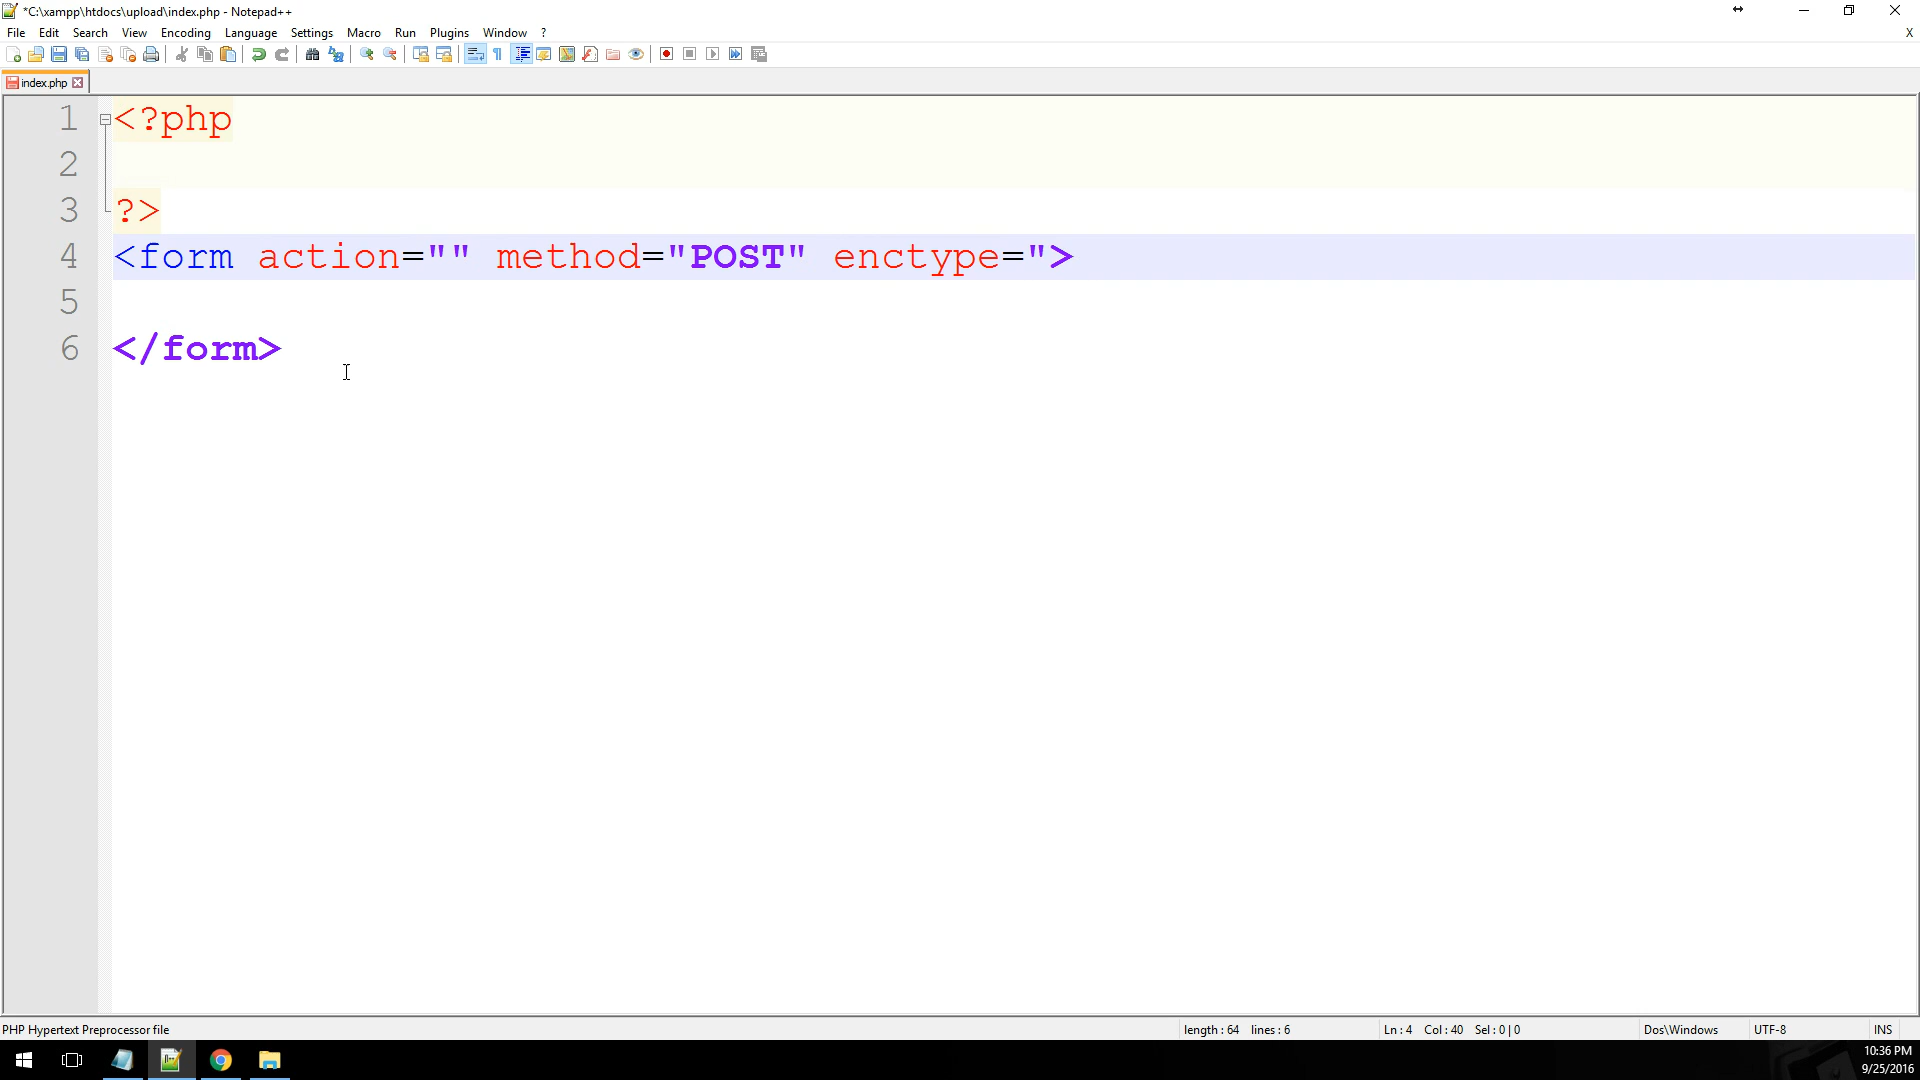 *C:\xampp\htdocs\upload\index.php - Notepad++
File Edit Search View Encoding Language Settings Macro Run Plugins Window ? X
index.php
1 <?php
2
3 ?>
4 <form action="" method="POST" enctype=">
5
6 </form>
PHP Hypertext Preprocessor file length : 64 lines : 6 Ln : 4 Col : 40 Sel : 0 | 0 Dos\Windows UTF-8 INS
10:36 PM
9/25/2016